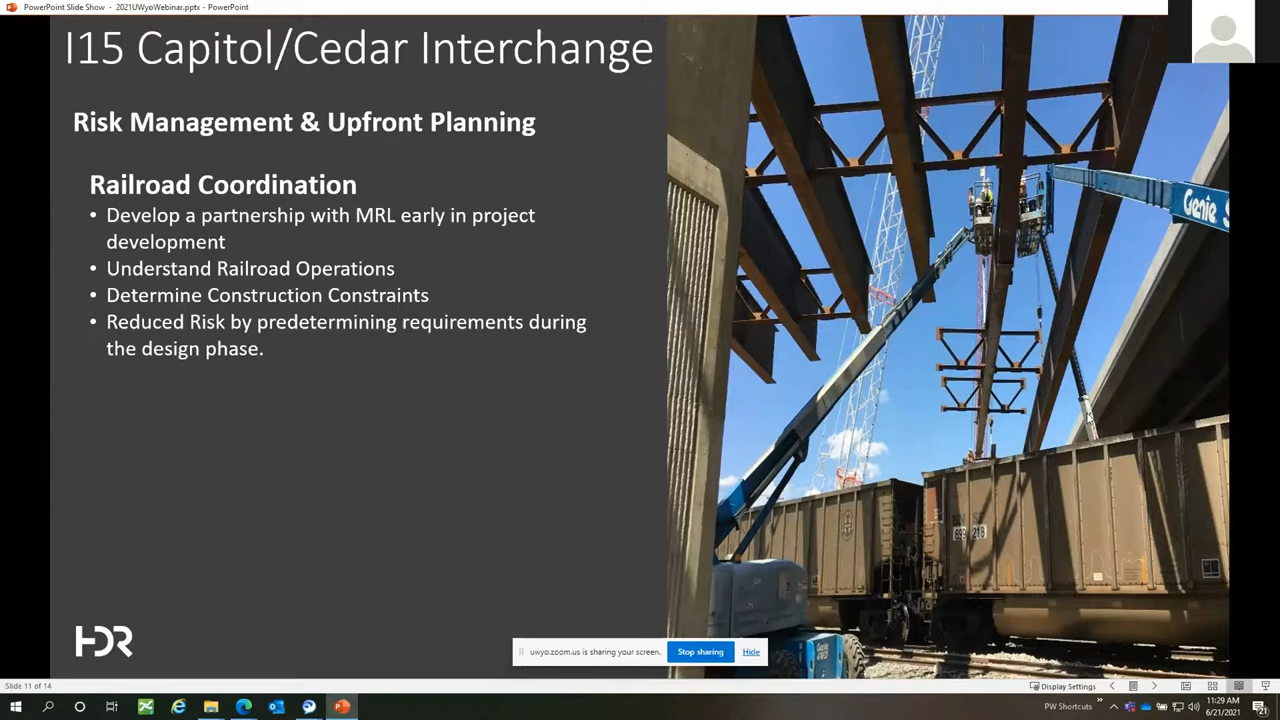 PowerPoint Slide Show - 2021UWyoWebinar.pptx - PowerPoint
I15 Capitol/Cedar Interchange
Risk Management & Upfront Planning
Railroad Coordination
• Develop a partnership with MRL early in project
development
• Understand Railroad Operations
• Determine Construction Constraints
• Reduced Risk by predetermining requirements during
the design phase.
Genie
HDR
uwyo.zoom.us is sharing your screen.
Stop sharing
Hide
Slide 11 of 14
Display Settings
PW Shortcuts
11:29 AM
6/21/2021
21